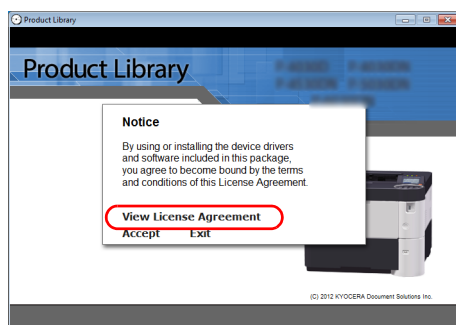 Product Library
Product Library
Notice
By using or installing the device drivers
and software included in this package,
you agree to become bound by the terms
and conditions of this License Agreement.
View License Agreement
Accept Exit
(C) 2012 KYOCERA Document Solutions Inc.